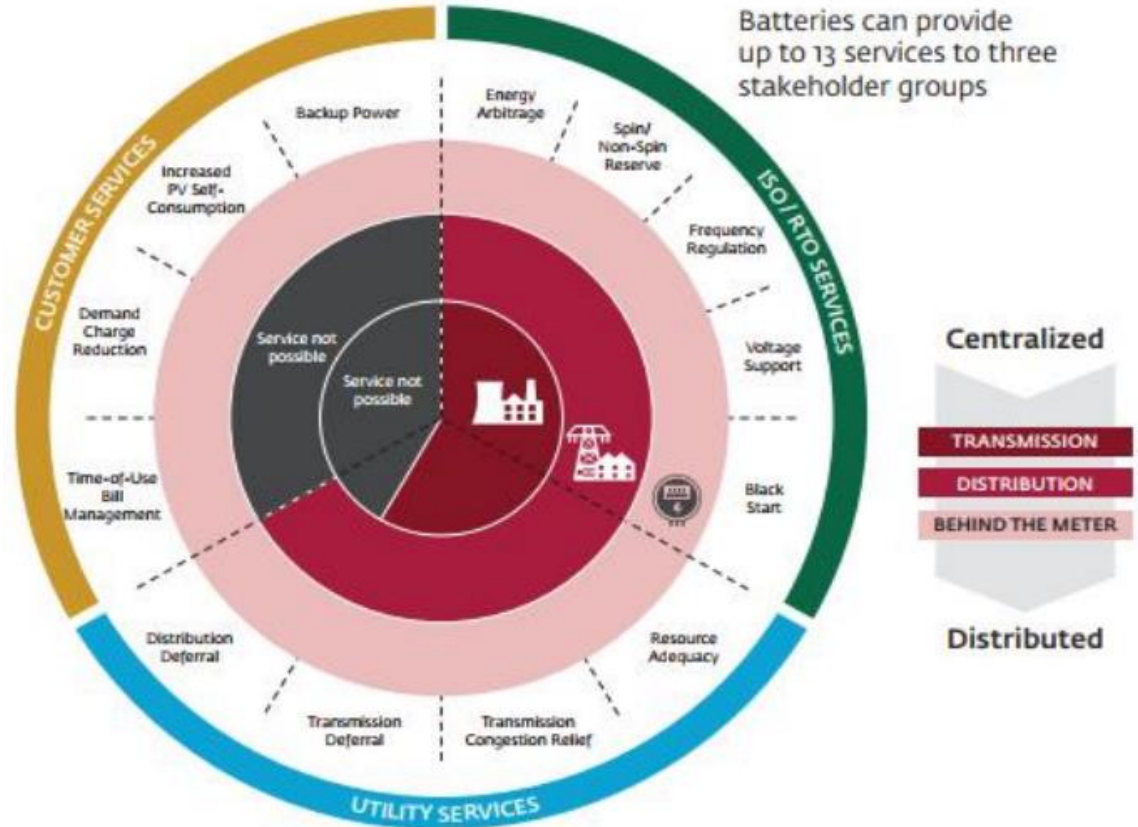 Batteries can provide
up to 13 services to three
stakeholder groups
CUSTOMER SERVICES
ISO/RTO SERVICES
UTILITY SERVICES
Energy
Arbitrage
Spin/
Non-Spin
Reserve
Frequency
Regulation
Voltage
Support
Black
Start
Resource
Adequacy
Transmission
Congestion Relief
Transmission
Deferral
Distribution
Deferral
Time-of-Use
Bill
Management
Demand
Charge
Reduction
Increased
PV Self-
Consumption
Backup Power
Service not
possible
Service not
possible
Centralized
TRANSMISSION
DISTRIBUTION
BEHIND THE METER
Distributed